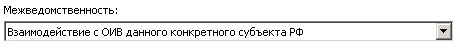 Межведомственность:
Взаимодействие с ОИВ данного конкретного субъекта РФ